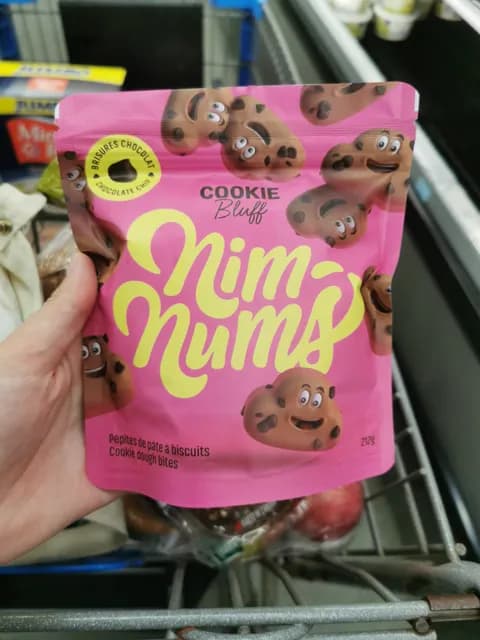 BRISURES CHOCOLAT
CHOCOLATE CHIP
COOKIE
Bluff
Nim-
Nums
Pépites de pâte à biscuits
Cookie dough bites
212g